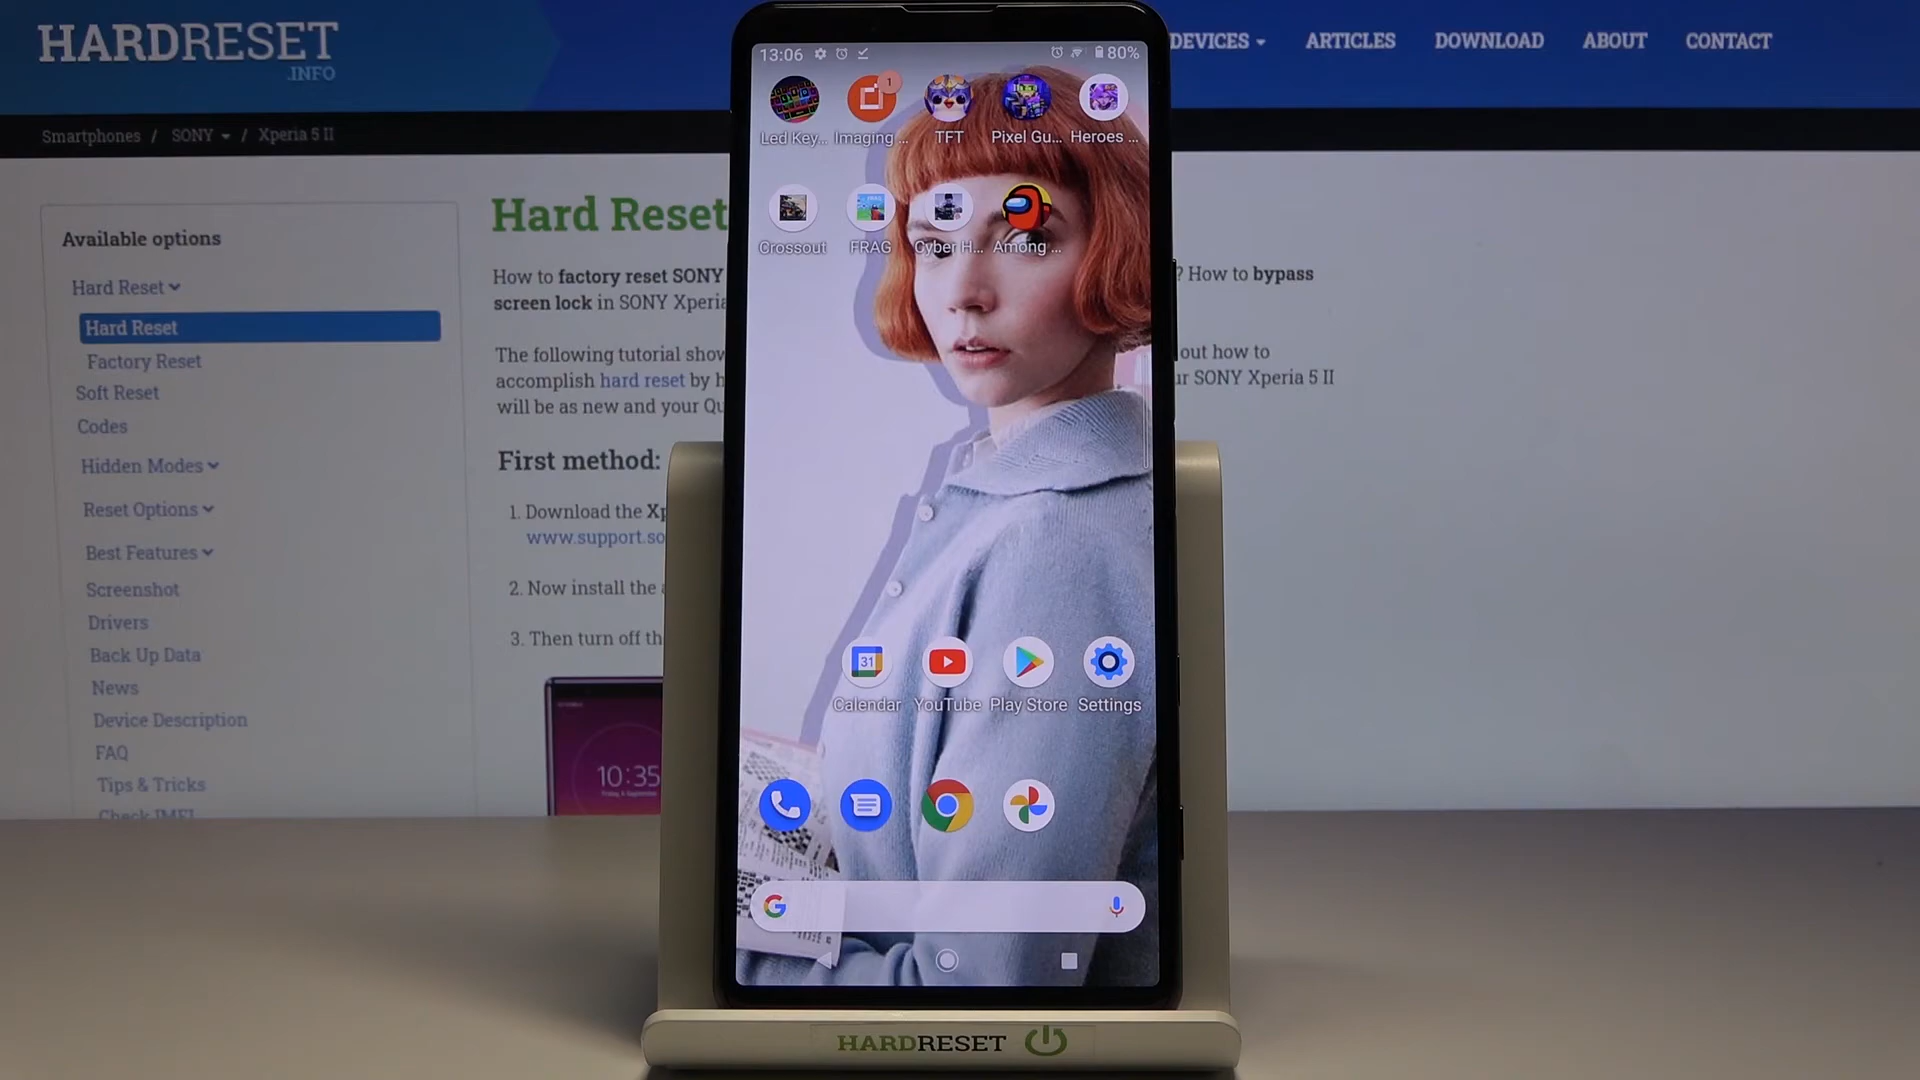 HARDRESET
.INFO
DEVICES
ARTICLES
DOWNLOAD
ABOUT
CONTACT
Smartphones / SONY / Xperia 5 II
Available options
Hard Reset
Hard Reset
Factory Reset
Soft Reset
Codes
Hidden Modes
Reset Options
Best Features
Screenshot
Drivers
Back Up Data
News
Device Description
FAQ
Tips & Tricks
Check IMEI
Hard Reset
How to factory reset SONY
? How to bypass
screen lock in SONY Xperia
The following tutorial show
out how to
accomplish hard reset by h
ur SONY Xperia 5 II
will be as new and your Qu
First method:
1. Download the Xp
www.support.so
2. Now install the
3. Then turn off th
10:35
13:06
80%
1
Led Key...
Imaging ...
TFT
Pixel Gu...
Heroes ...
Crossout
FRAG
Cyber H...
Among ...
31
Calendar
YouTube
Play Store
Settings
G
HARDRESET